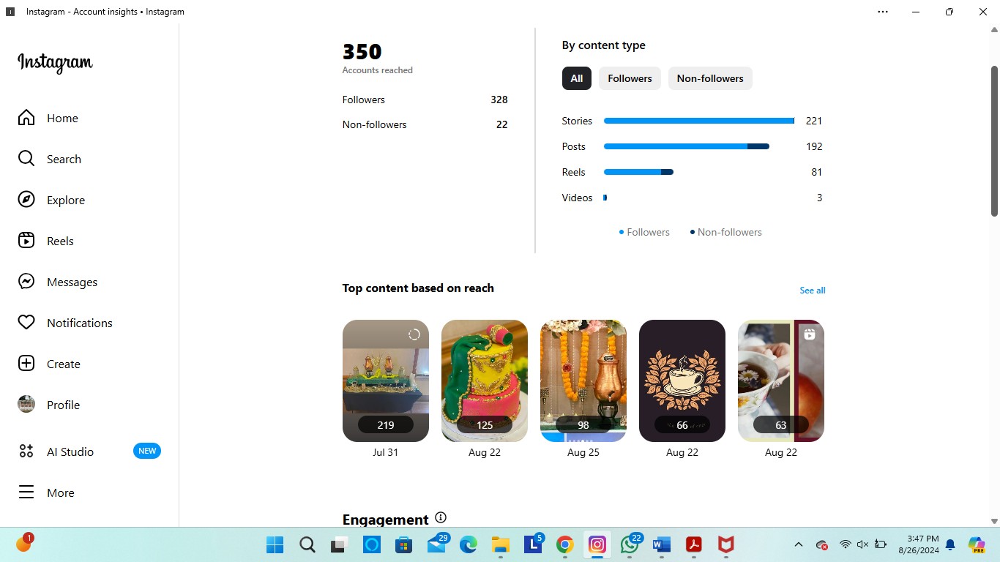 Instagram - Account insights • Instagram
Instagram
Home
Search
Explore
Reels
Messages
Notifications
Create
Profile
AI Studio
NEW
More
350
Accounts reached
Followers 328
Non-followers 22
By content type
All Followers Non-followers
Stories 221
Posts 192
Reels 81
Videos 3
Followers Non-followers
Top content based on reach
See all
219 125 98 66 63
Jul 31 Aug 22 Aug 25 Aug 22 Aug 22
Engagement
1
29
5
22
3:47 PM
8/26/2024
PRE